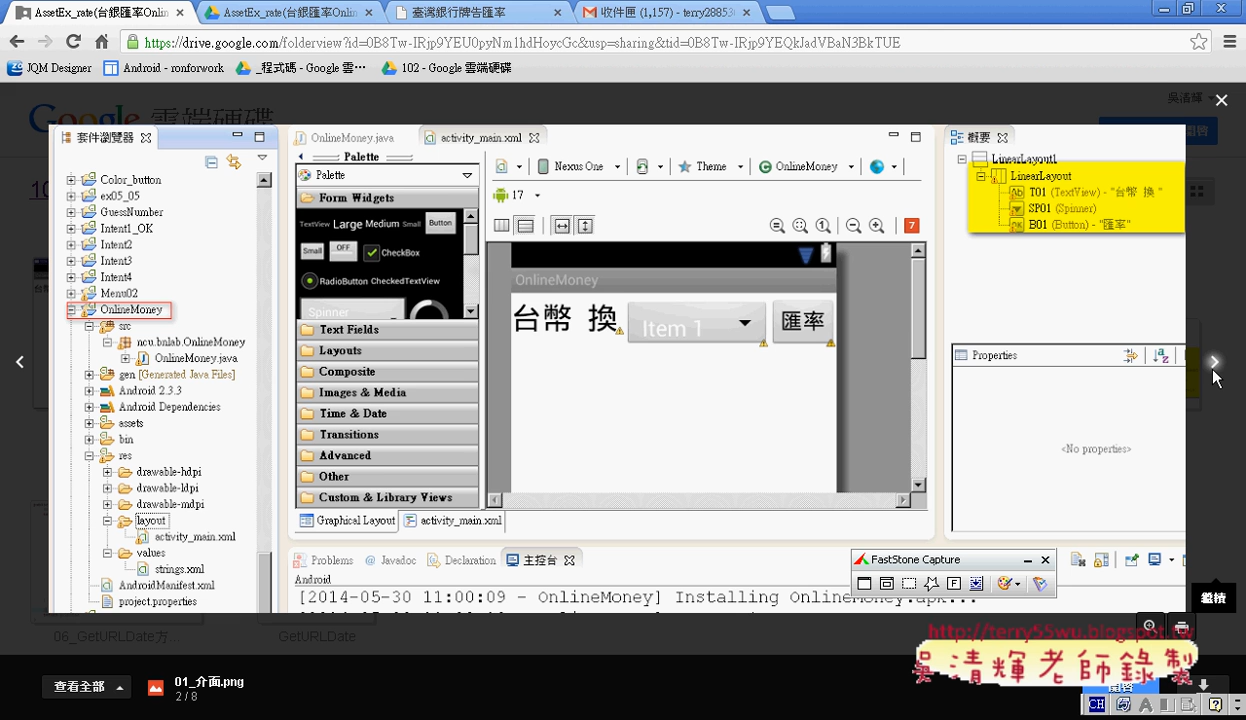 AssetEx_rate(台銀匯率Onlin
AssetEx_rate(台銀匯率Onlin
臺灣銀行牌告匯率
收件匣 (1,157) - terry28853
https://drive.google.com/folderview?id=0B8Tw-IRjp9YEU0pyNm1hdHoycGc&usp=sharing&tid=0B8Tw-IRjp9YEQkJadVBaN3BkTUE
JQM Designer
Android - ronforwork
_程式碼 - Google 雲…
102 - Google 雲端硬碟
Google 雲端硬碟
吳清輝
套件瀏覽器
OnlineMoney.java
activity_main.xml
概要
Palette
Palette
Nexus One
Theme
OnlineMoney
17
7
Color_button
ex05_05
GuessNumber
Intent1_OK
Intent2
Intent3
Intent4
Menu02
OnlineMoney
src
ncu.bnlab.OnlineMoney
OnlineMoney.java
gen [Generated Java Files]
Android 2.3.3
Android Dependencies
assets
bin
res
drawable-hdpi
drawable-ldpi
drawable-mdpi
layout
activity_main.xml
values
strings.xml
AndroidManifest.xml
project.properties
Form Widgets
TextView Large Medium Small Button
Small OFF CheckBox
RadioButton CheckedTextView
Spinner
Text Fields
Layouts
Composite
Images & Media
Time & Date
Transitions
Advanced
Other
Custom & Library Views
Graphical Layout
activity_main.xml
OnlineMoney
台幣 換
Item 1
匯率
LinearLayout1
LinearLayout
T01 (TextView) - "台幣 換 "
SP01 (Spinner)
B01 (Button) - "匯率"
Properties
<No properties>
Problems
Javadoc
Declaration
主控台
Android
[2014-05-30 11:00:09 - OnlineMoney] Installing OnlineMoney.apk...
FastStone Capture
繼續
06_GetURLDate方…
GetURLDate
http://terry55wu.blogspot.tw
吳清輝老師錄製
查看全部
01_介面.png
2 / 8
CH